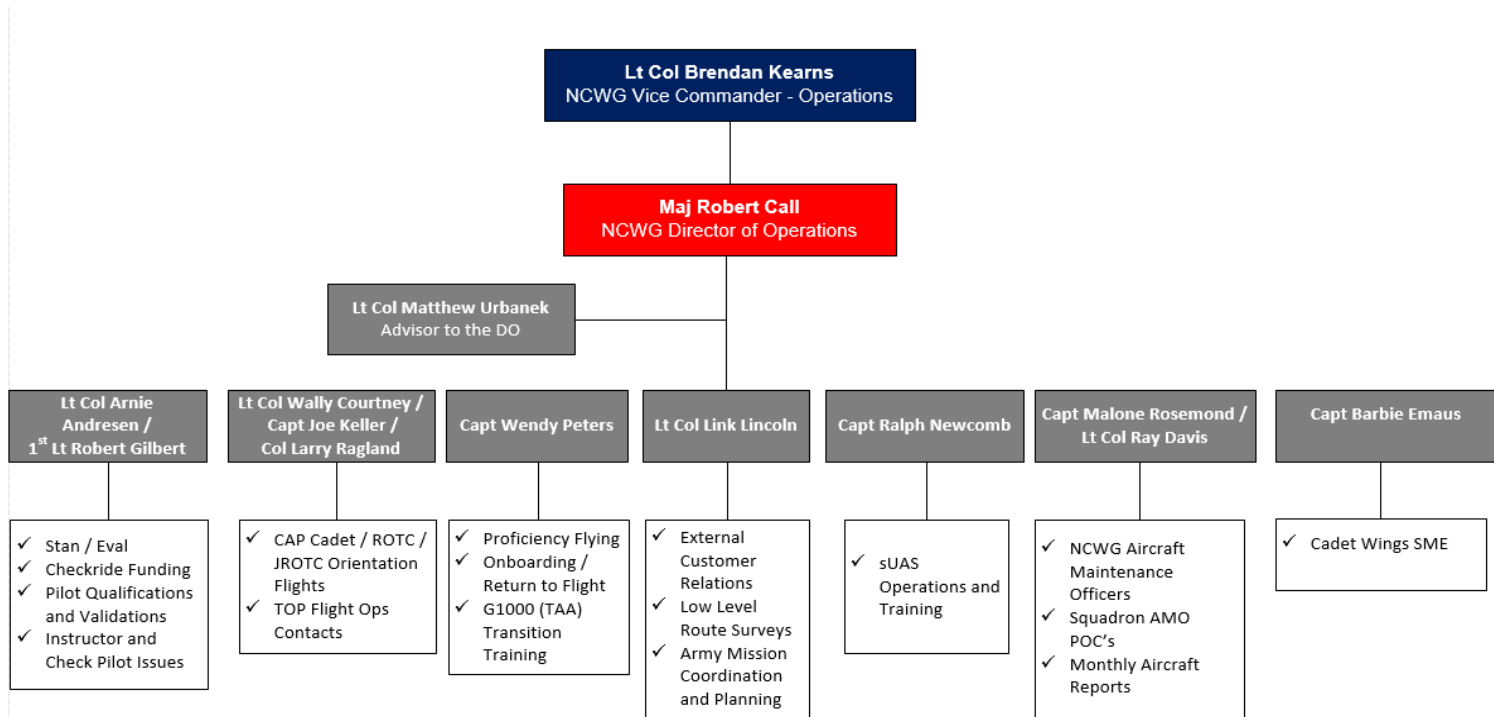 Lt Col Brendan Kearns
NCWG Vice Commander - Operations
Maj Robert Call
NCWG Director of Operations
Lt Col Matthew Urbanek
Advisor to the DO
Lt Col Arnie
Andresen /
1st Lt Robert Gilbert
Lt Col Wally Courtney /
Capt Joe Keller /
Col Larry Ragland
Capt Wendy Peters
Lt Col Link Lincoln
Capt Ralph Newcomb
Capt Malone Rosemond /
Lt Col Ray Davis
Capt Barbie Emaus
✓ Stan / Eval
✓ Checkride Funding
✓ Pilot Qualifications
and Validations
✓ Instructor and
Check Pilot Issues
✓ CAP Cadet / ROTC /
JROTC Orientation
Flights
✓ TOP Flight Ops
Contacts
✓ Proficiency Flying
✓ Onboarding /
Return to Flight
✓ G1000 (TAA)
Transition
Training
✓ External
Customer
Relations
✓ Low Level
Route Surveys
✓ Army Mission
Coordination
and Planning
✓ sUAS
Operations and
Training
✓ NCWG Aircraft
Maintenance
Officers
✓ Squadron AMO
POC's
✓ Monthly Aircraft
Reports
✓ Cadet Wings SME